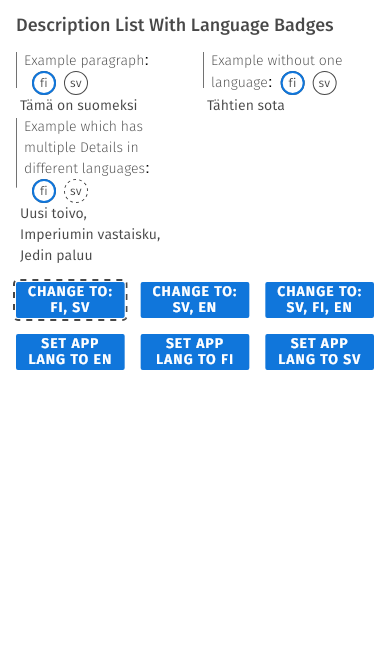 Description List With Language Badges
Example paragraph:
fi sv
Tämä on suomeksi
Example without one
language: fi sv
Tähtien sota
Example which has
multiple Details in
different languages:
fi sv
Uusi toivo,
Imperiumin vastaisku,
Jedin paluu
CHANGE TO:
FI, SV
CHANGE TO:
SV, EN
CHANGE TO:
SV, FI, EN
SET APP
LANG TO EN
SET APP
LANG TO FI
SET APP
LANG TO SV